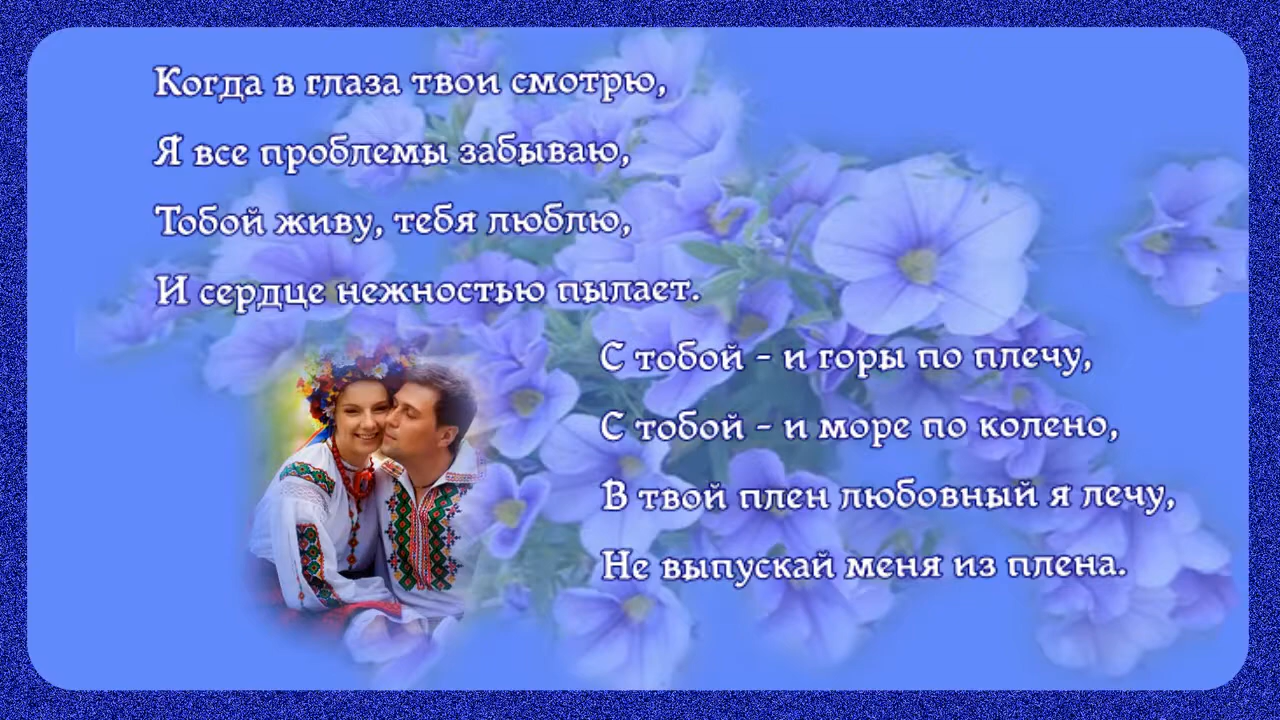 Когда в глаза твои смотрю,
Я все проблемы забываю,
Тобой живу, тебя люблю,
И сердце нежностью пылает.
С тобой - и горы по плечу,
С тобой - и море по колено,
В твой плен любовный я лечу,
Не выпускай меня из плена.